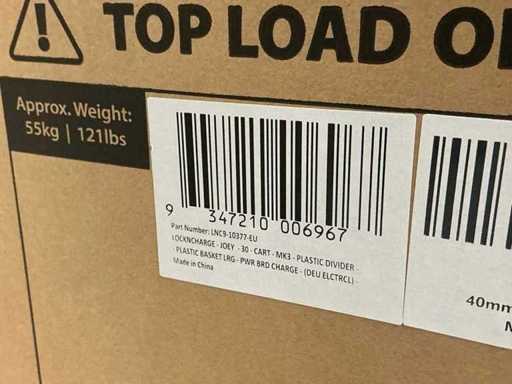 TOP LOAD O
Approx. Weight:
55kg | 121lbs
9 347210 006967
Part Number: LNC9-10377-EU
LOCKNCHARGE - JOEY - 30 - CART - MK3 - PLASTIC DIVIDER -
- PLASTIC BASKET LRG - PWR BRD CHARGE - (DEU ELCTRCL) -
Made in China
40mm